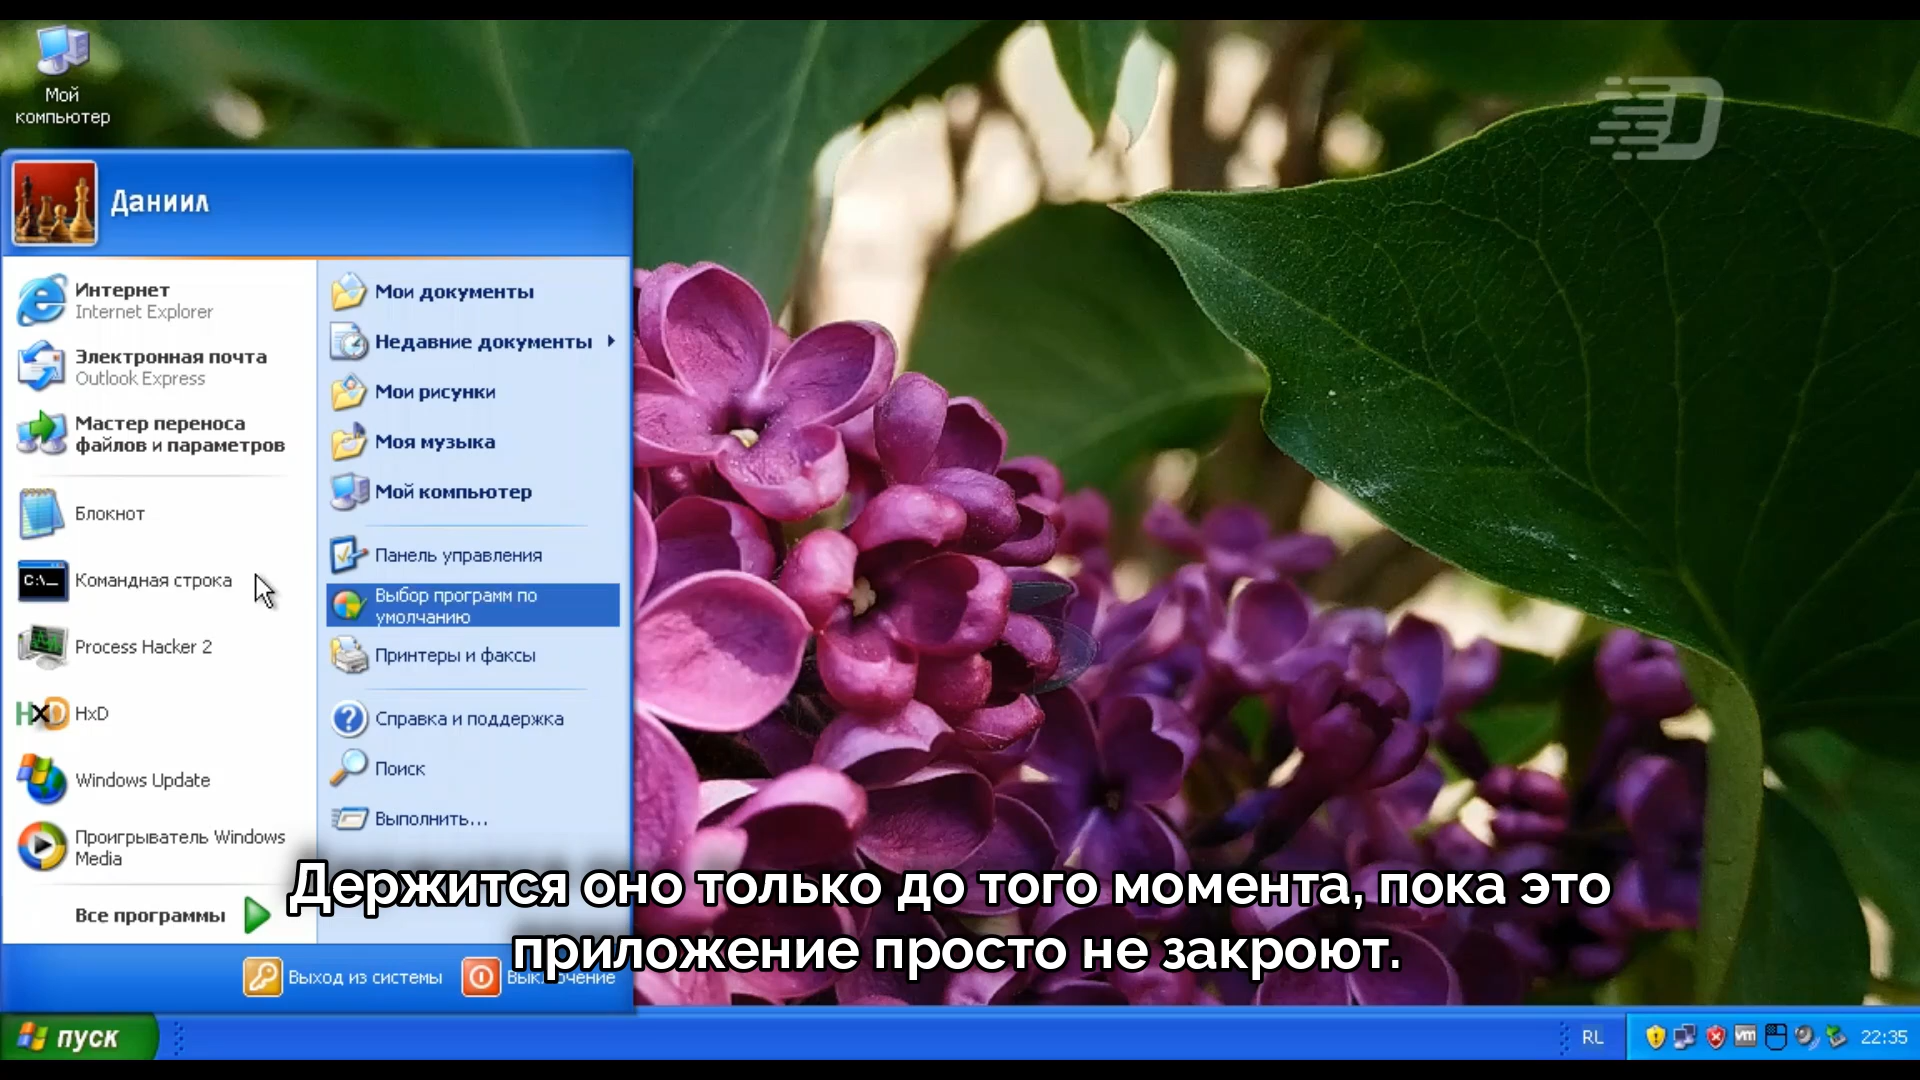 Мой
компьютер
Даниил
Интернет
Internet Explorer
Электронная почта
Outlook Express
Мастер переноса
файлов и параметров
Блокнот
C:\_
Командная строка
Process Hacker 2
HxD
HxD
Windows Update
Проигрыватель Windows
Media
Все программы
Мои документы
Недавние документы
Мои рисунки
Моя музыка
Мой компьютер
Панель управления
Выбор программ по
умолчанию
Принтеры и факсы
Справка и поддержка
Поиск
Выполнить...
Держится оно только до того момента, пока это
приложение просто не закроют.
Выход из системы
Выключение
пуск
RL
vm
22:35